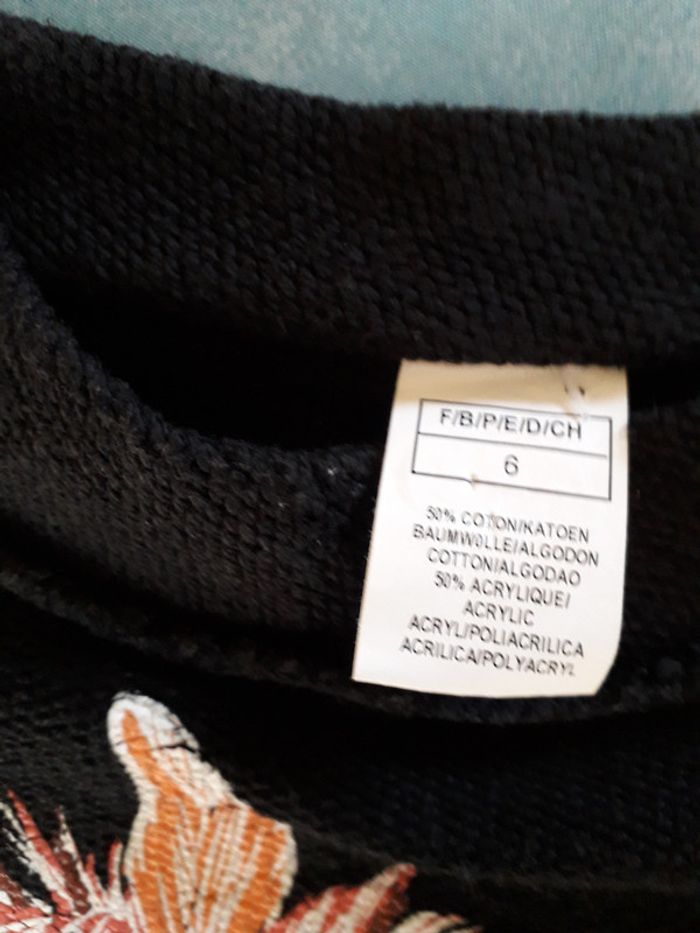 F/B/P/E/D/CH
6
50% COTON/KATOEN
BAUMWOLLE/ALGODON
COTTON/ALGODAO
50% ACRYLIQUE/
ACRYLIC
ACRYL/POLIACRILICA
ACRILICA/POLYACRYL